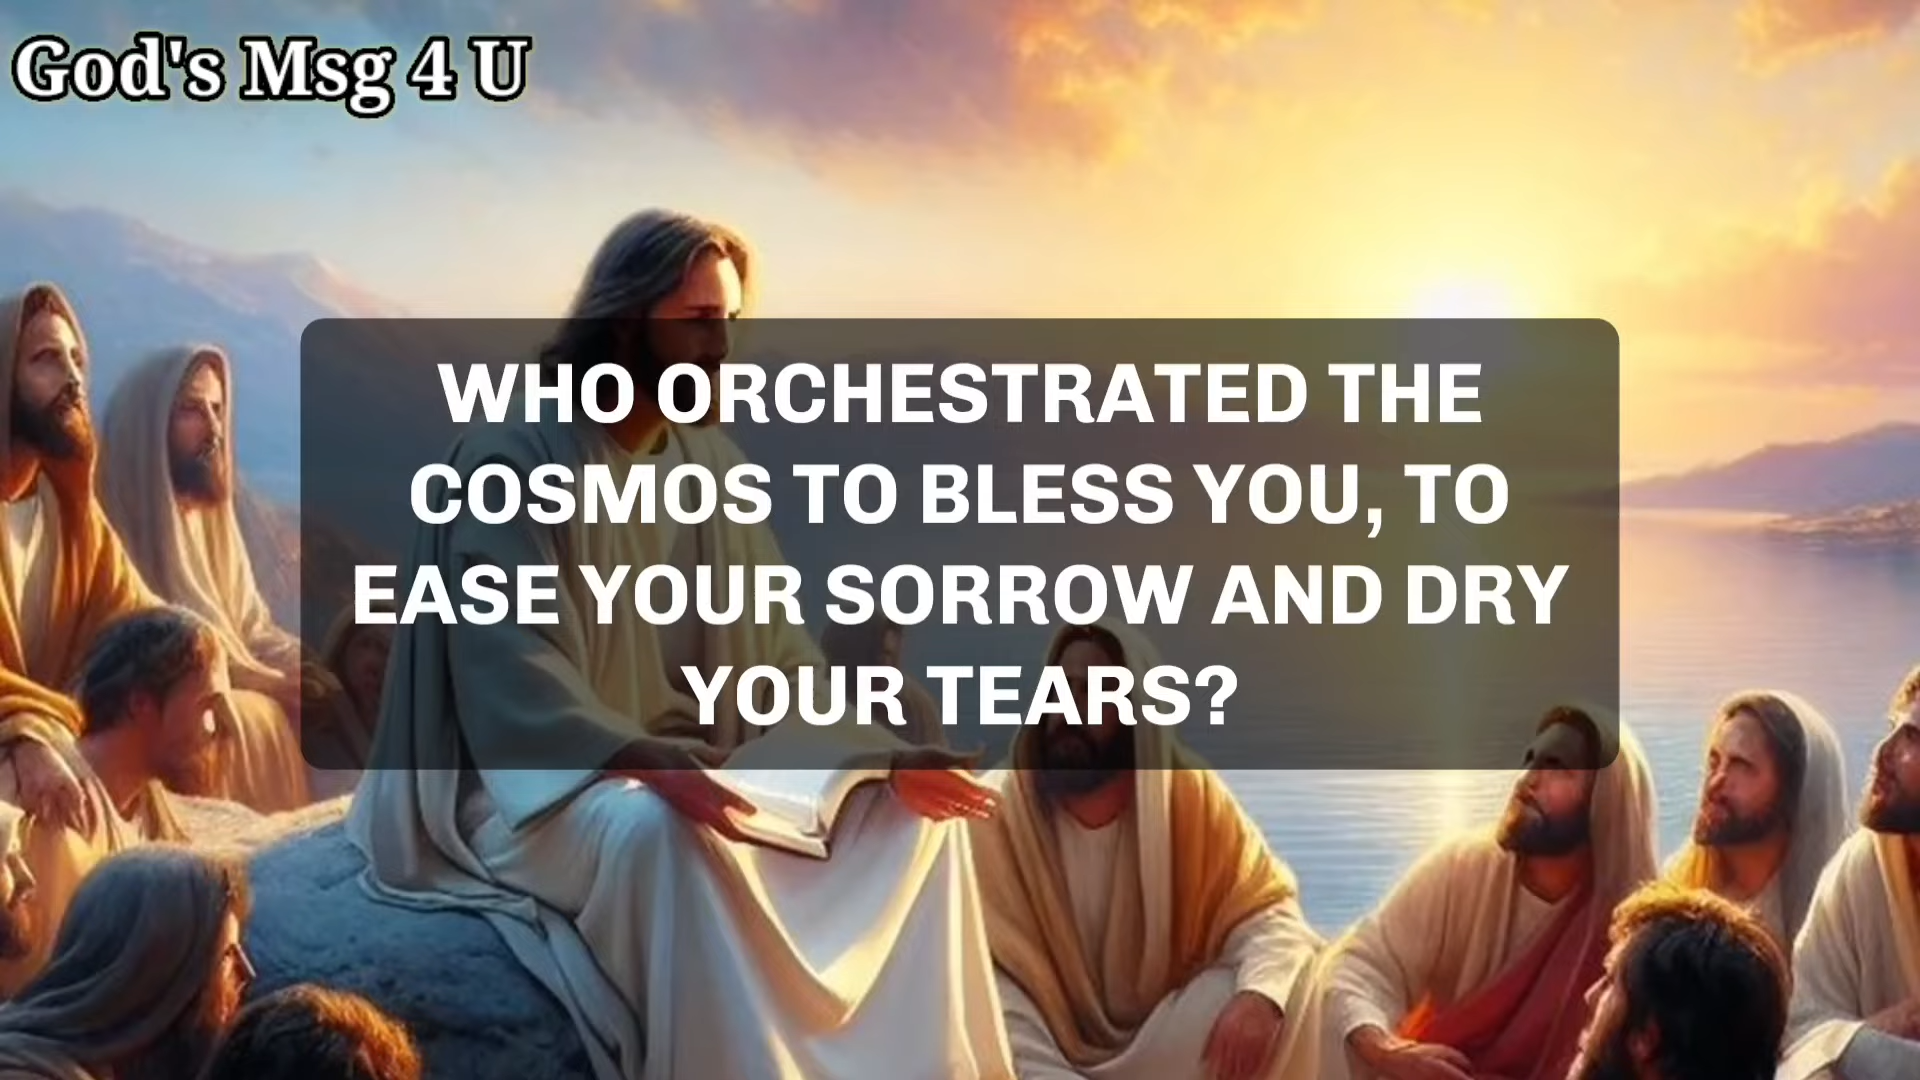 God's Msg 4 U
WHO ORCHESTRATED THE
COSMOS TO BLESS YOU, TO
EASE YOUR SORROW AND DRY
YOUR TEARS?